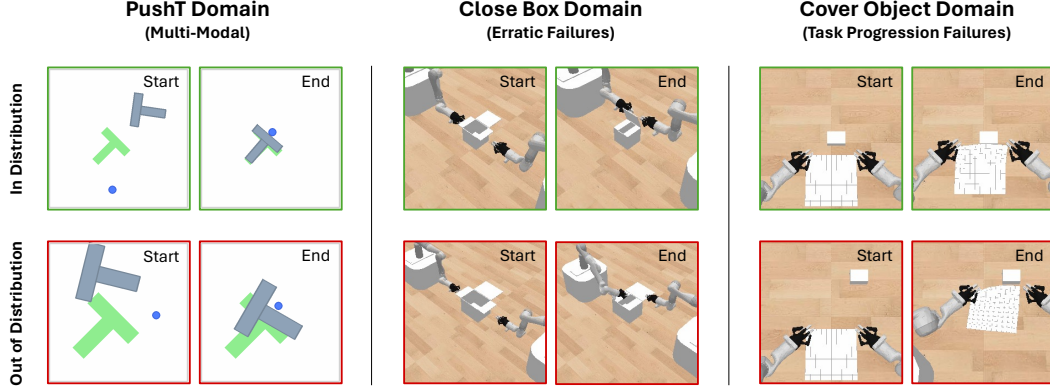 PushT Domain
(Multi-Modal)
Close Box Domain
(Erratic Failures)
Cover Object Domain
(Task Progression Failures)
In Distribution
Start
End
Start
End
Start
End
Out of Distribution
Start
End
Start
End
Start
End